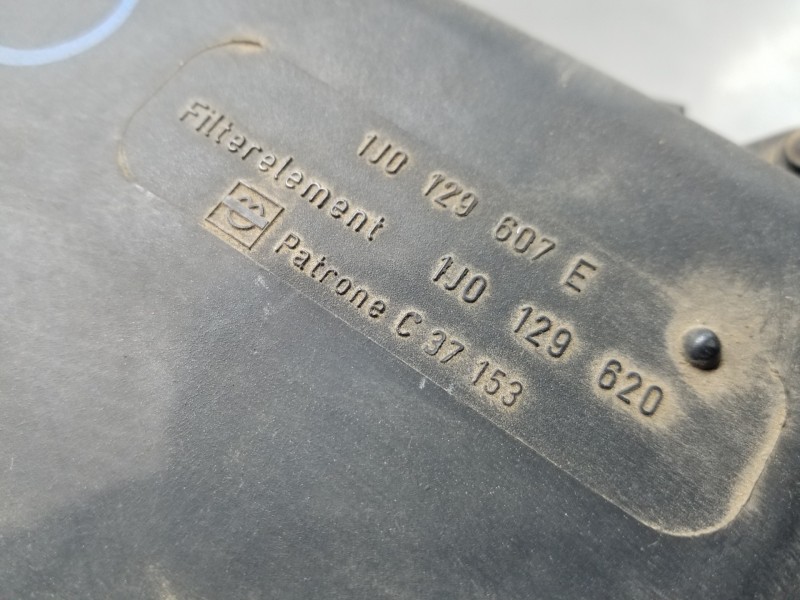 1J0 129 607 E
Filterelement 1J0 129 620
Patrone C 37 153